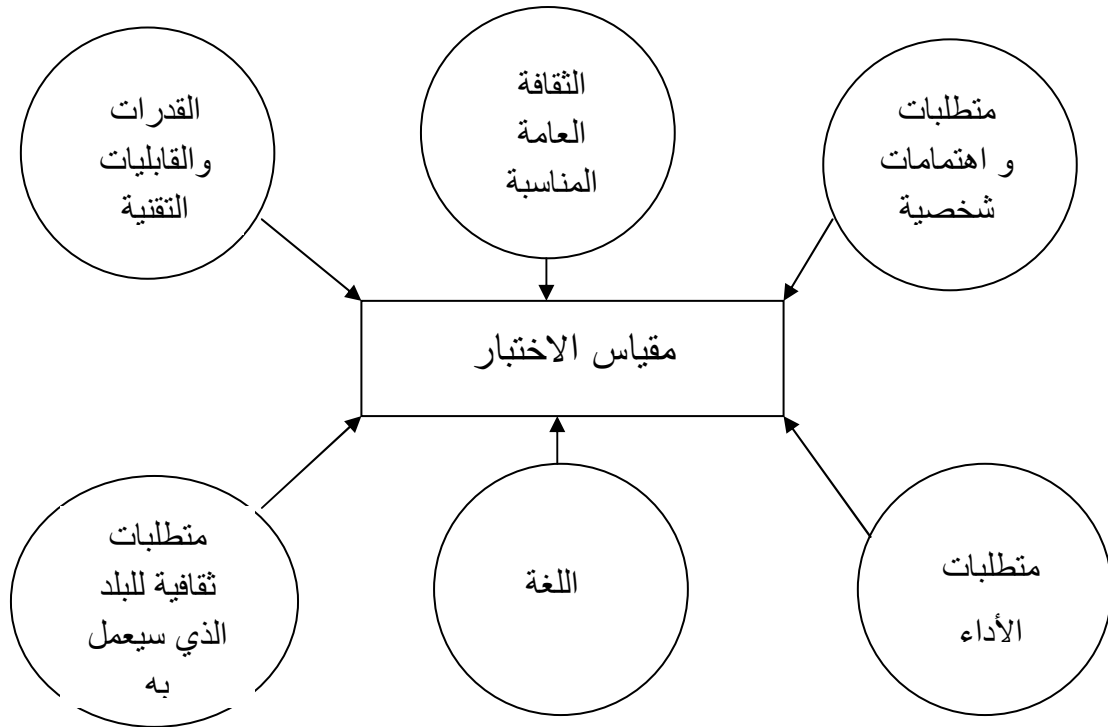 متطلبات
و اهتمامات
شخصية
الثقافة
العامة
المناسبة
القدرات
والقابليات
التقنية
مقياس الاختبار
متطلبات
الأداء
اللغة
متطلبات
ثقافية للبلد
الذي سيعمل
به